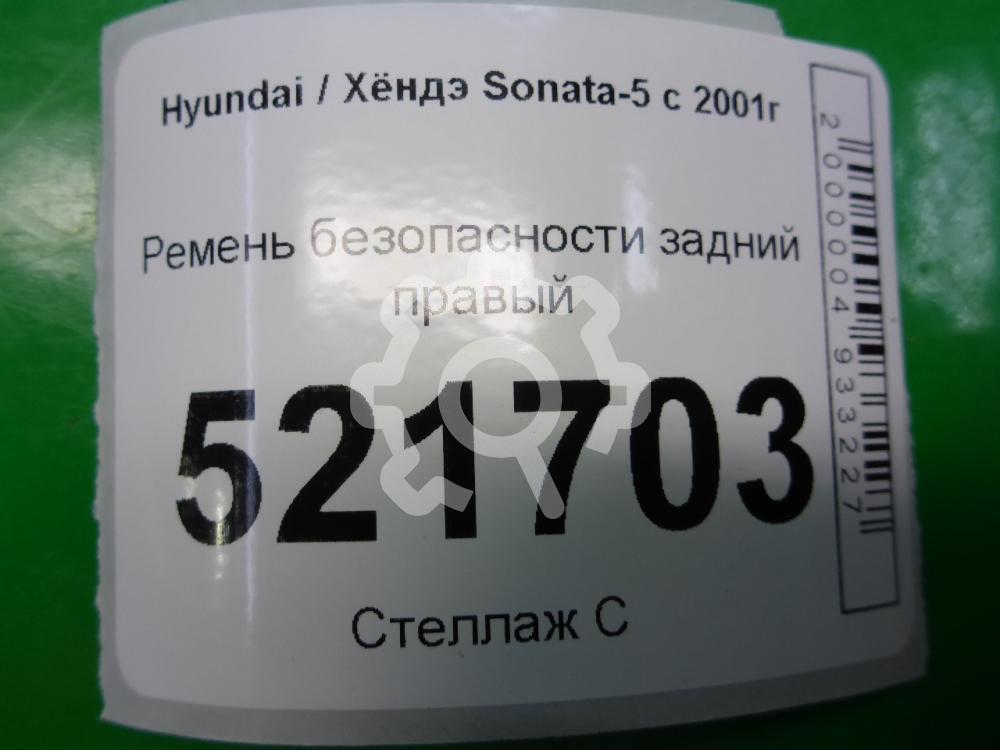 Hyundai / Хёндэ Sonata-5 с 2001г
Ремень безопасности задний
правый
521703
Стеллаж С
2000004933227